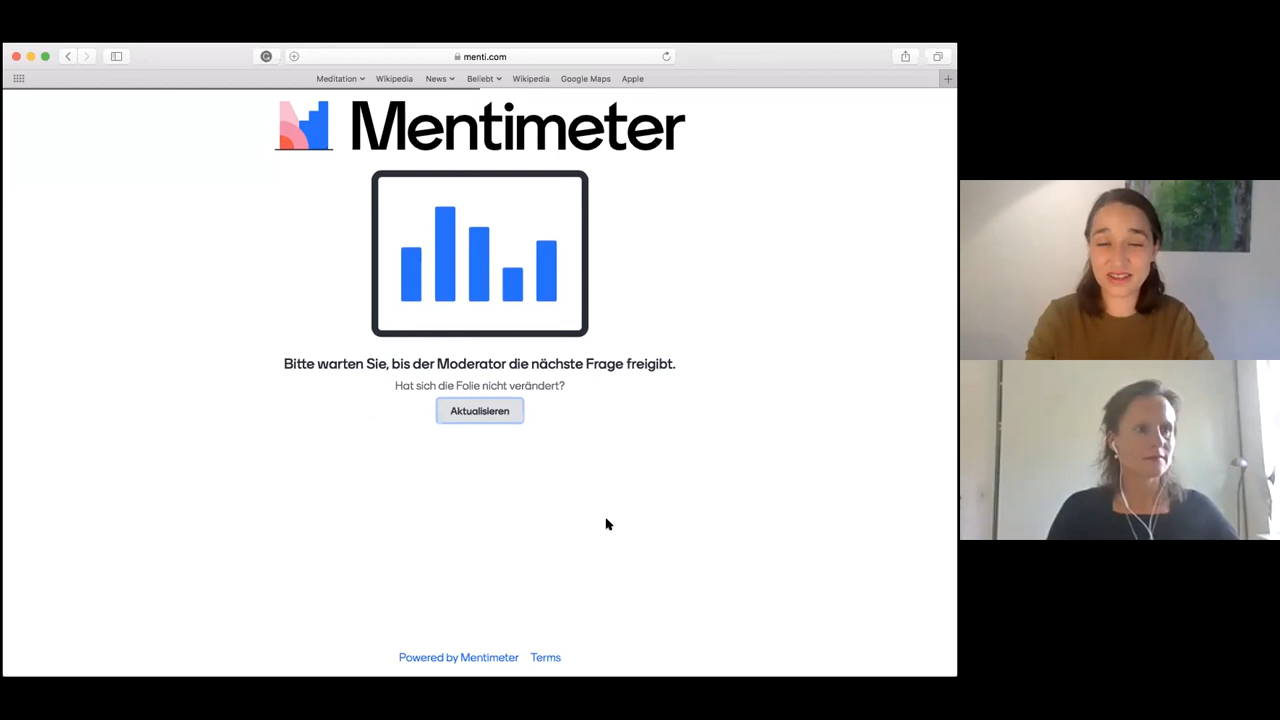 menti.com
Meditation Wikipedia News Beliebt Wikipedia Google Maps Apple
Mentimeter
Bitte warten Sie, bis der Moderator die nächste Frage freigibt.
Hat sich die Folie nicht verändert?
Aktualisieren
Powered by Mentimeter Terms